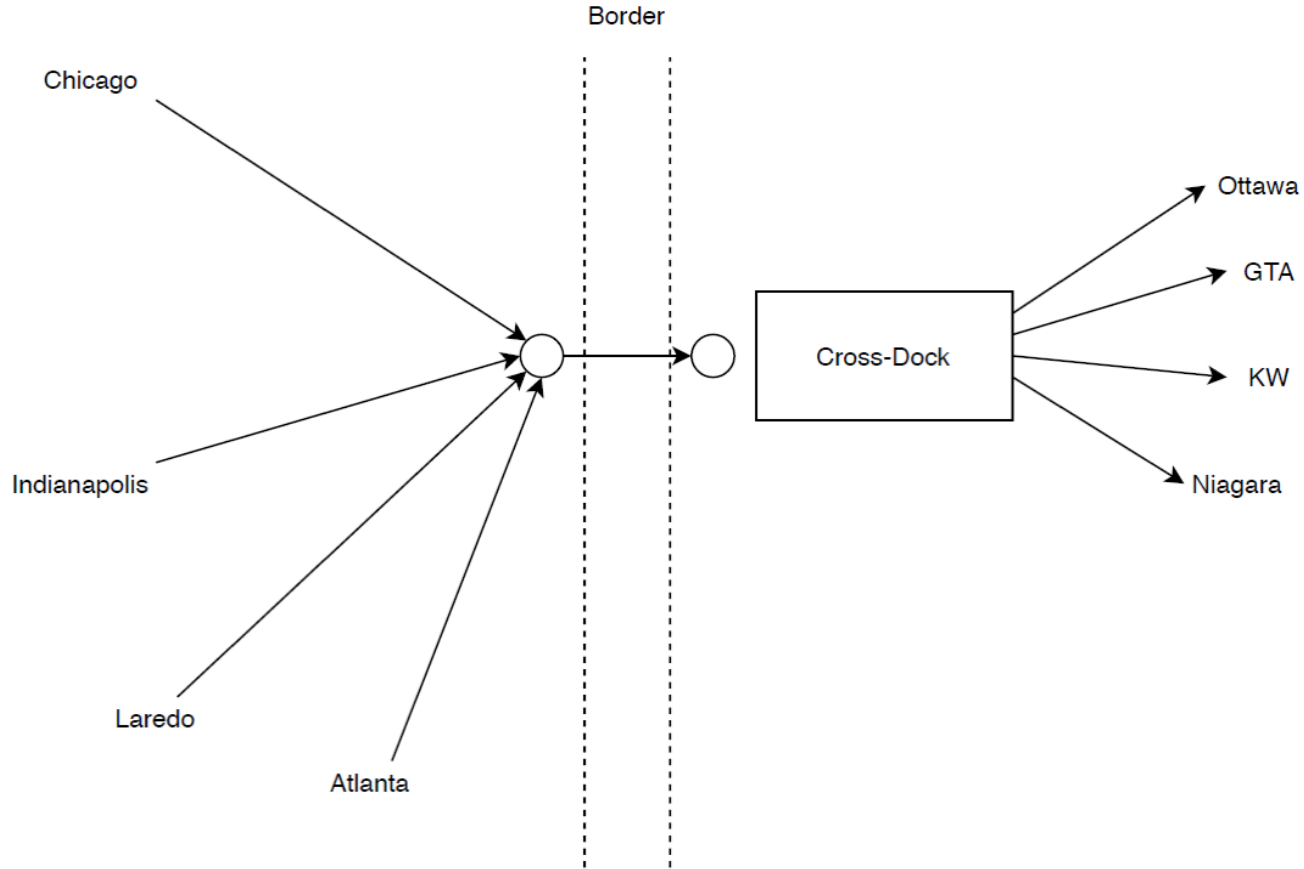 Border
Chicago
Ottawa
GTA
Cross-Dock
KW
Indianapolis
Niagara
Laredo
Atlanta